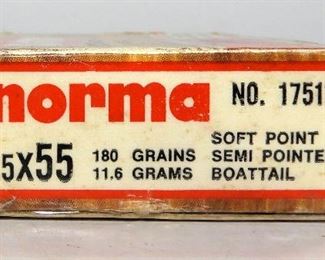 norma NO. 1751
5x55 180 GRAINS SOFT POINT
11.6 GRAMS SEMI POINTE
BOATTAIL